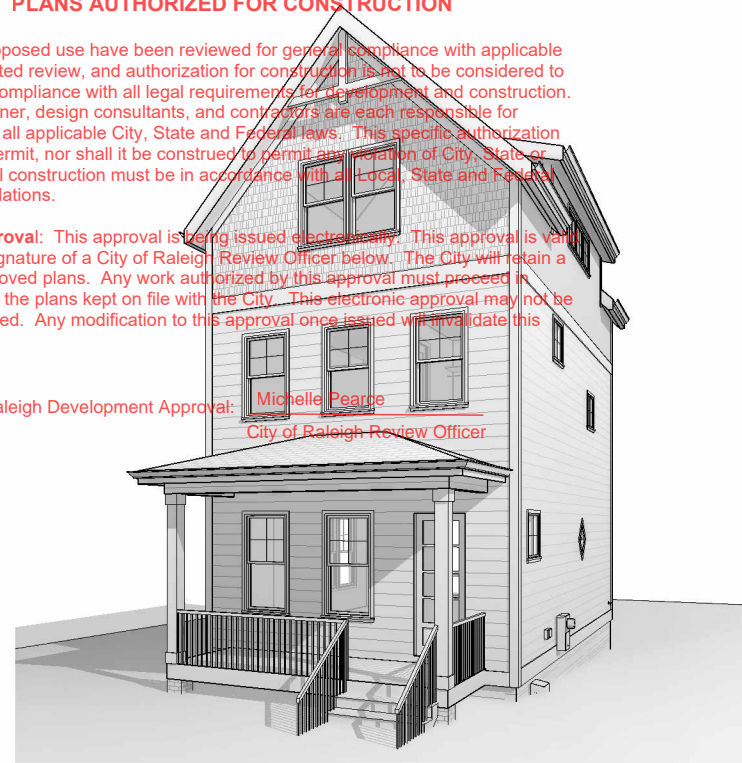 PLANS AUTHORIZED FOR CONSTRUCTION
posed use have been reviewed for general compliance with applicable
ted review, and authorization for construction is not to be considered to
ompliance with all legal requirements for development and construction.
ner, design consultants, and contractors are each responsible for
all applicable City, State and Federal laws. This specific authorization
ermit, nor shall it be construed to permit any violation of City, State or
l construction must be in accordance with all Local, State and Federal
lations.
roval: This approval is being issued electronically. This approval is valid
gnature of a City of Raleigh Review Officer below. The City will retain a
oved plans. Any work authorized by this approval must proceed in
the plans kept on file with the City. This electronic approval may not be
ed. Any modification to this approval once issued will invalidate this
aleigh Development Approval: Michelle Pearce
City of Raleigh Review Officer